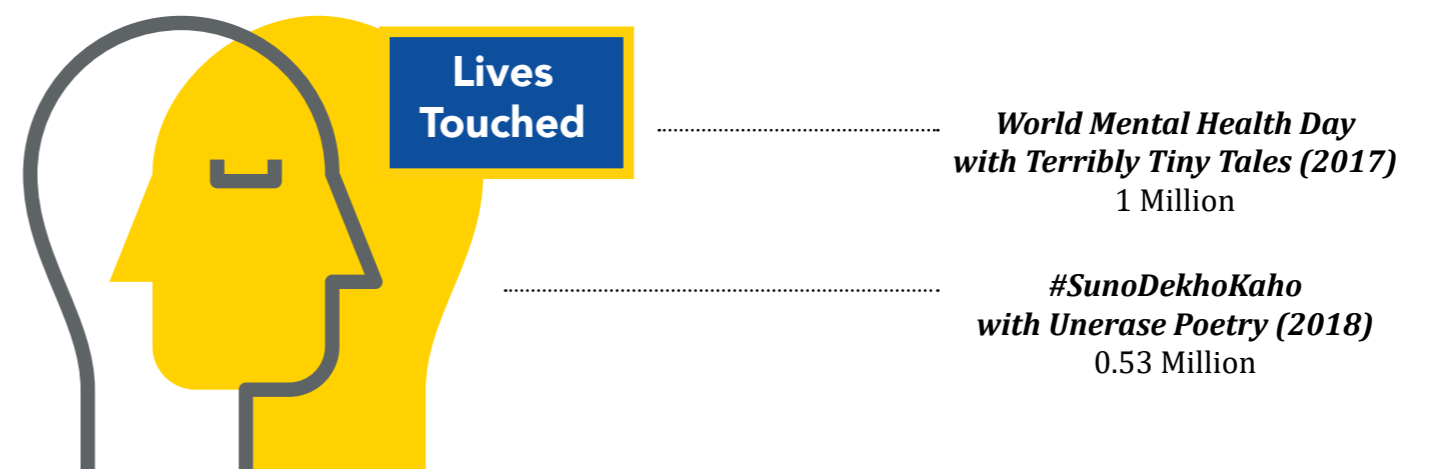 Lives
Touched
World Mental Health Day
with Terribly Tiny Tales (2017)
1 Million
#SunoDekhoKaho
with Unerase Poetry (2018)
0.53 Million